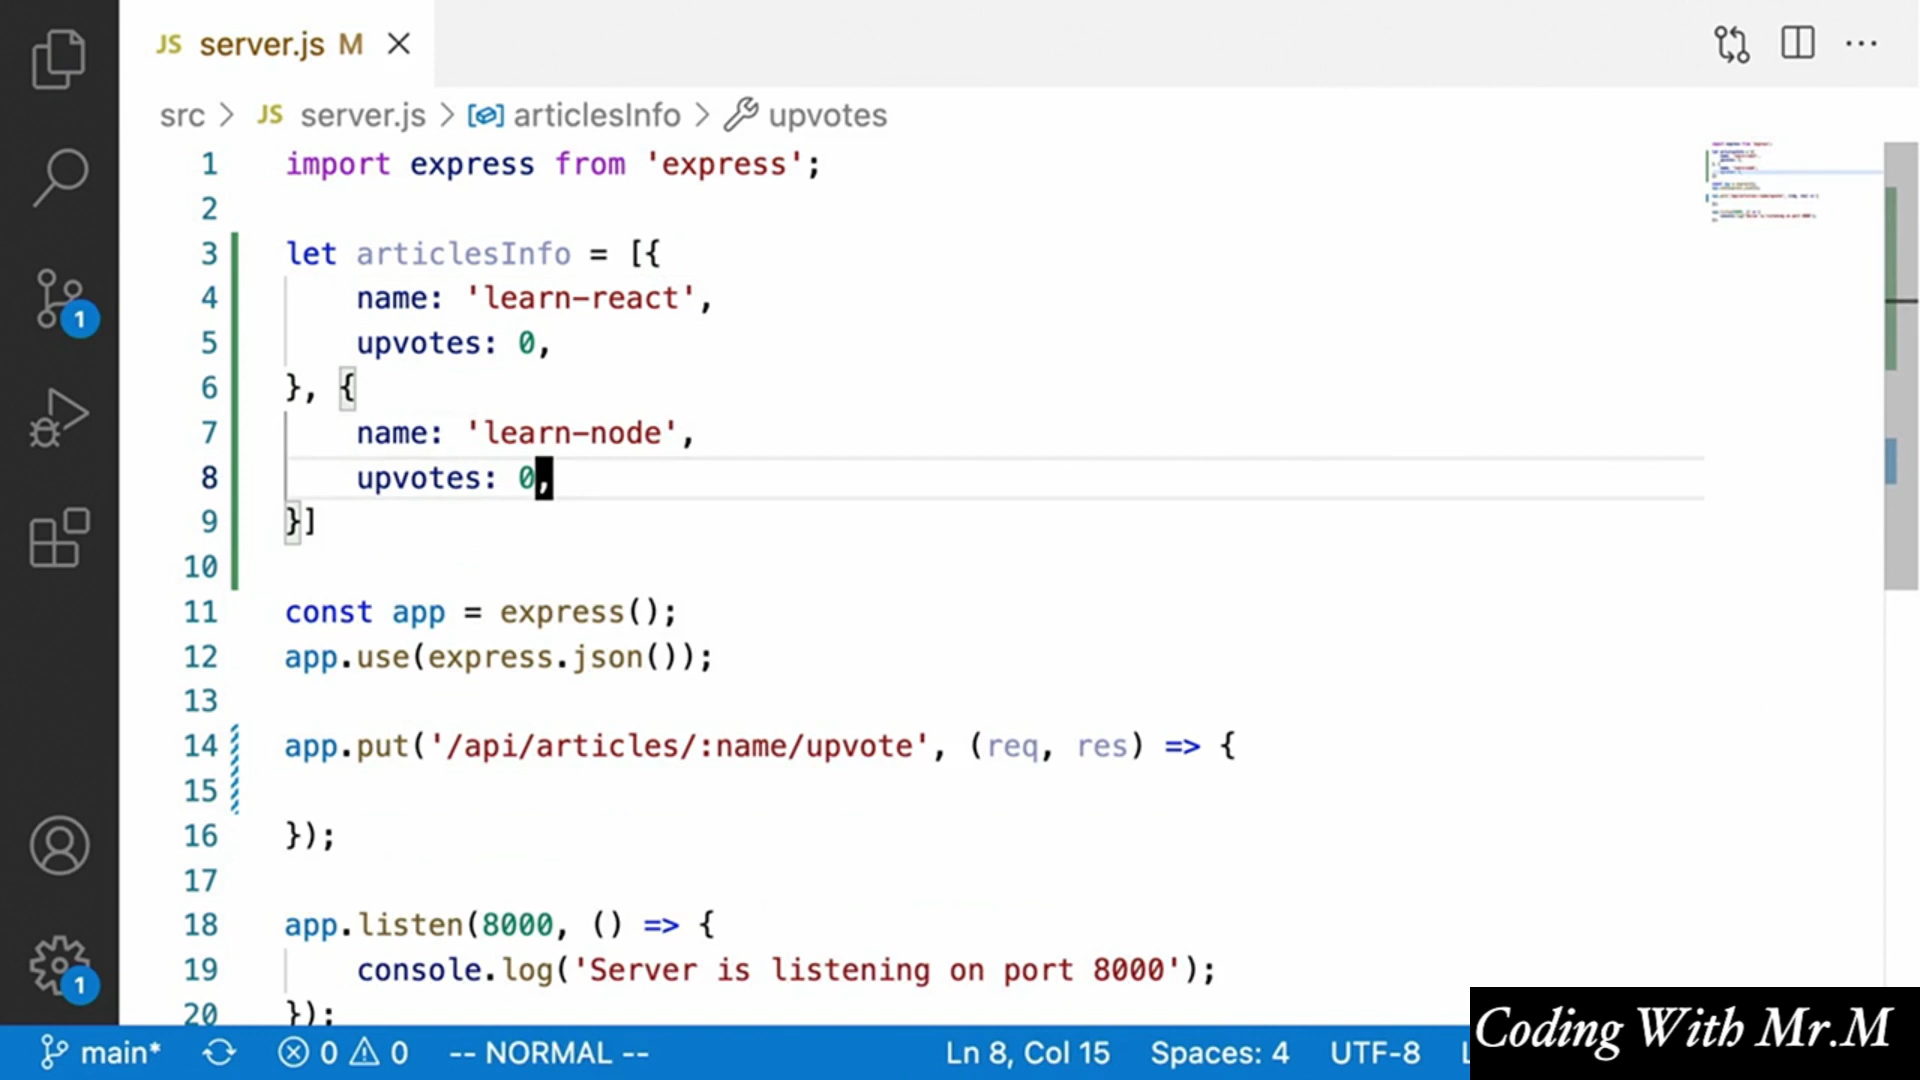 JS server.js M
src > JS server.js > articlesInfo > upvotes
1 import express from 'express';
2
3 let articlesInfo = [{
4 name: 'learn-react',
5 upvotes: 0,
6 }, {
7 name: 'learn-node',
8 upvotes: 0,
9 }]
10
11 const app = express();
12 app.use(express.json());
13
14 app.put('/api/articles/:name/upvote', (req, res) => {
15
16 });
17
18 app.listen(8000, () => {
19 console.log('Server is listening on port 8000');
20 });
1
1
main* 0 0 -- NORMAL -- Ln 8, Col 15 Spaces: 4 UTF-8
Coding With Mr.M